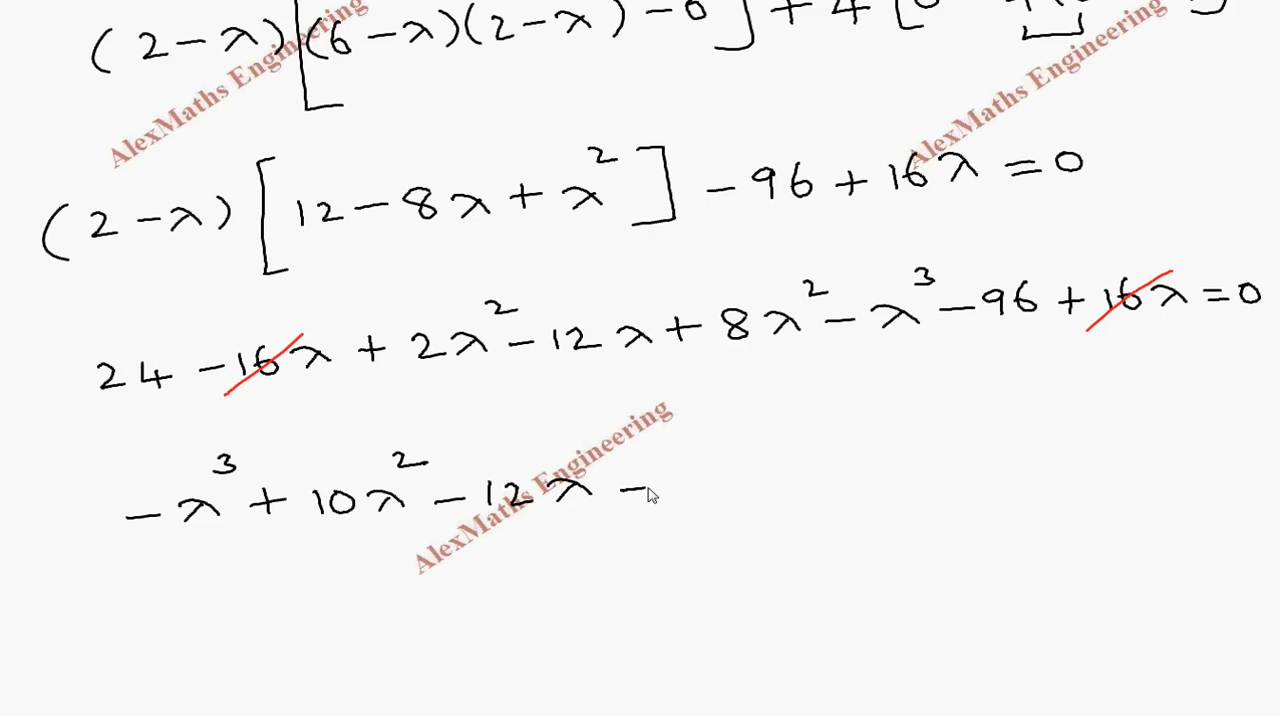 (2-λ)[(6-λ)(2-λ)-0]+4[
(2-λ)[12-8λ+λ²]-96+16λ=0
24-16λ+2λ²-12λ+8λ²-λ³-96+16λ=0
-λ³+10λ²-12λ-
AlexMaths Engineering
AlexMaths Engineering
AlexMaths Engineering